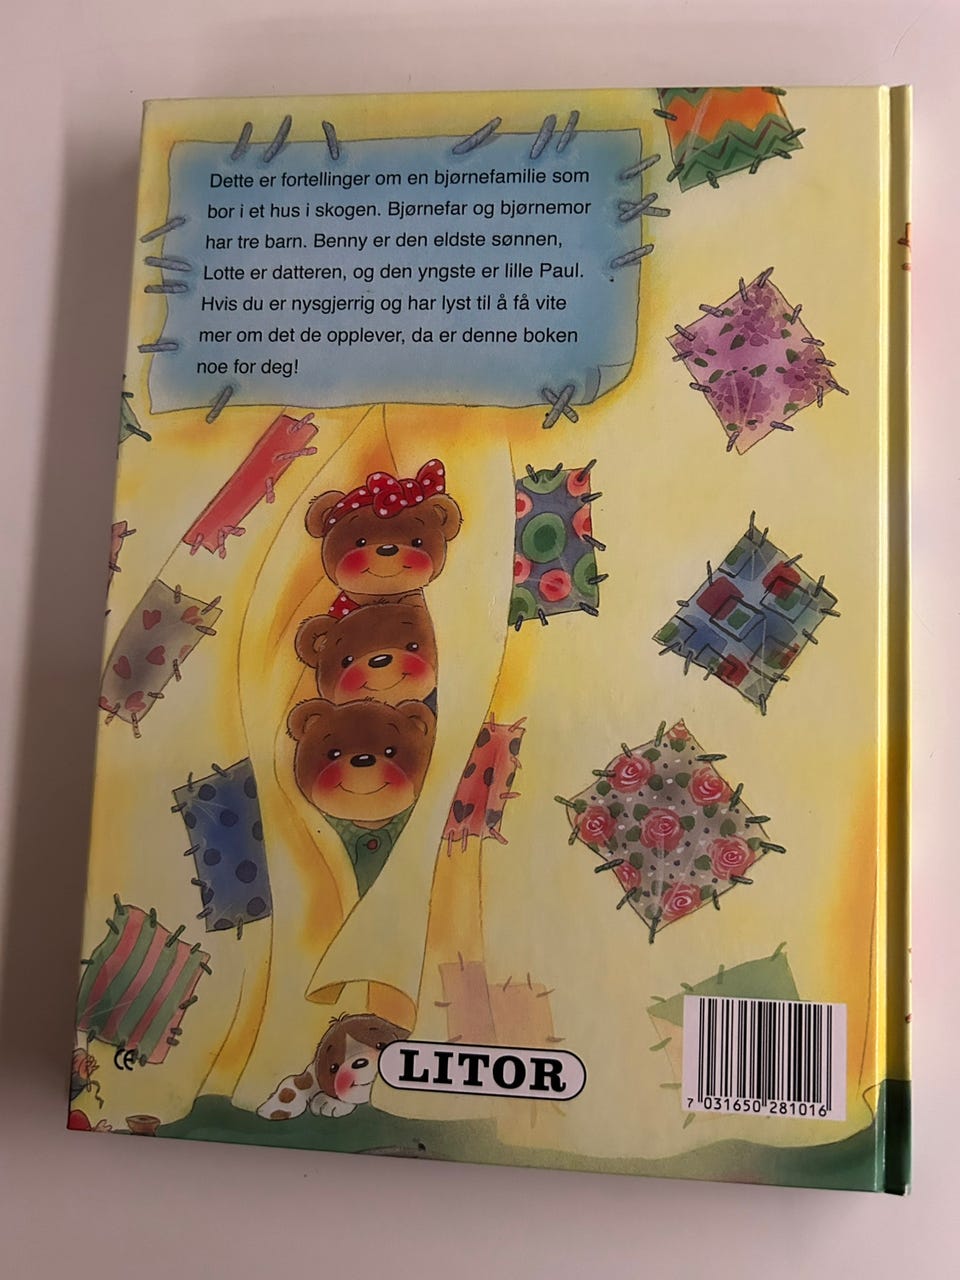 Dette er fortellinger om en bjørnefamilie som
bor i et hus i skogen. Bjørnefar og bjørnemor
har tre barn. Benny er den eldste sønnen,
Lotte er datteren, og den yngste er lille Paul.
Hvis du er nysgjerrig og har lyst til å få vite
mer om det de opplever, da er denne boken
noe for deg!
CE
LITOR
7 031650 281016